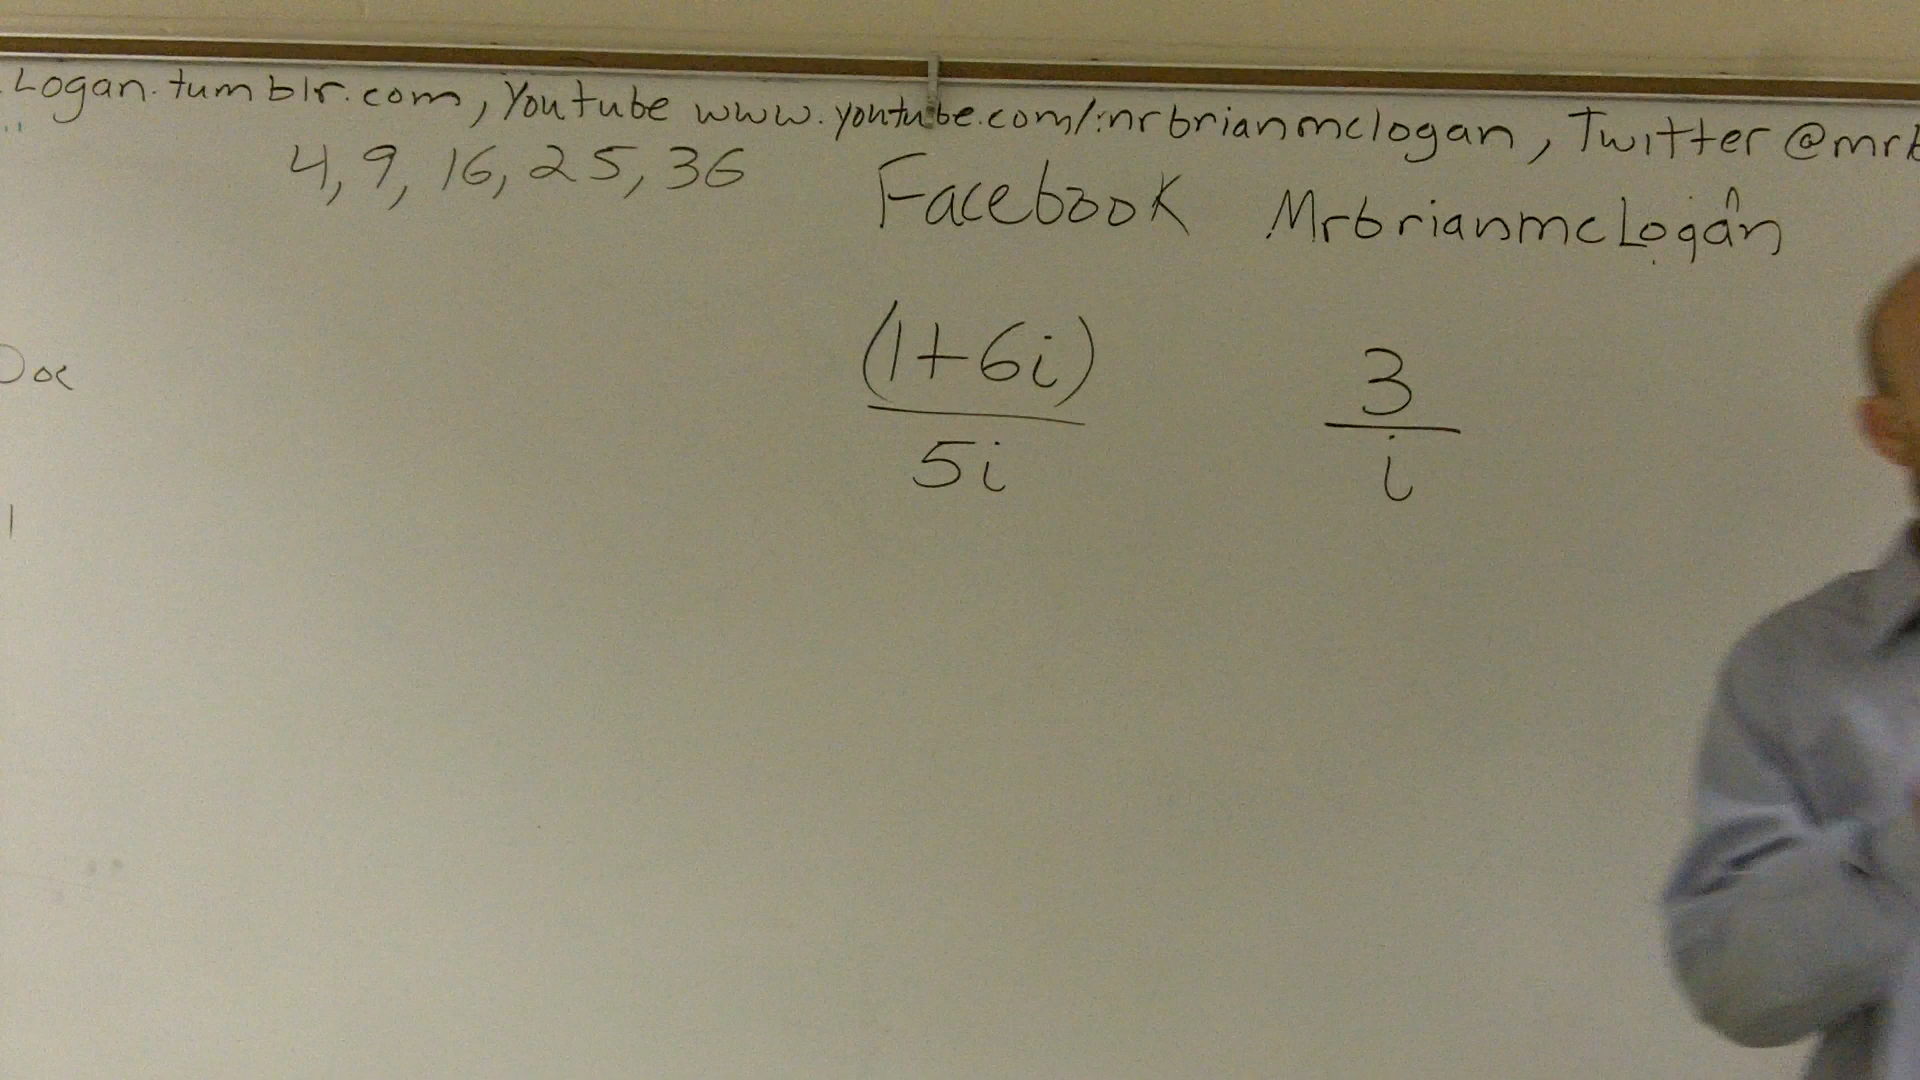 Logan.tumblr.com, Youtube www.youtube.com/mrbrianmclogan, Twitter @mrb
4, 9, 16, 25, 36
Facebook MrbrianmcLogan
(1+6i)
5i
3
i